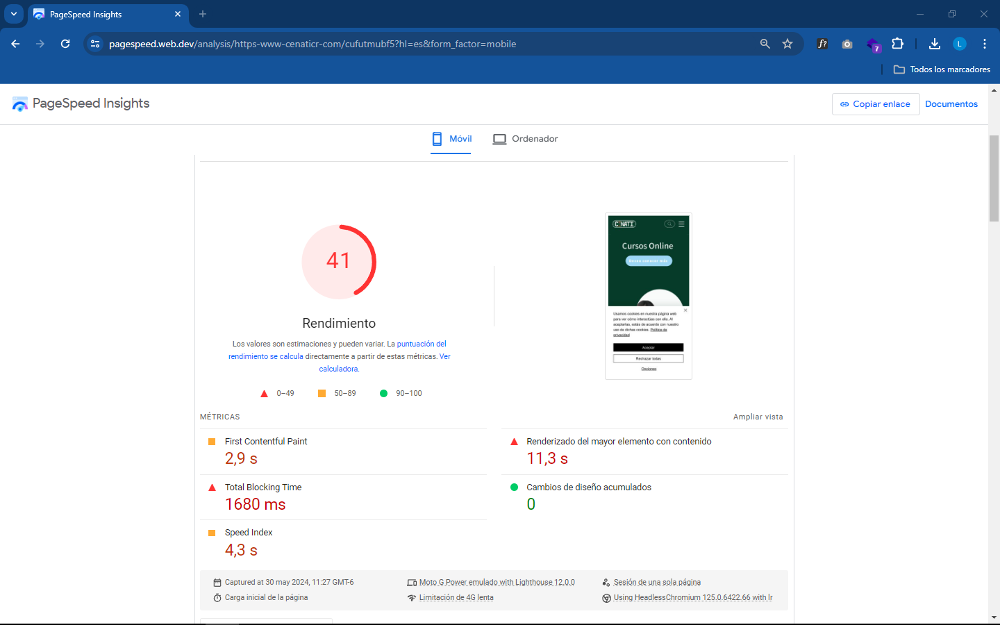 PageSpeed Insights
pagespeed.web.dev/analysis/https-www-cenaticr-com/cufutmubf5?hl=es&form_factor=mobile
f?
7
L
Todos los marcadores
PageSpeed Insights
Copiar enlace
Documentos
Móvil
Ordenador
41
Rendimiento
Los valores son estimaciones y pueden variar. La puntuación del
rendimiento se calcula directamente a partir de estas métricas. Ver
calculadora.
0–49
50–89
90–100
CENATI
Cursos Online
Deseo conocer más
Usamos cookies en nuestra página web
para ver cómo interactúas con ella. Al
aceptarlas, estás de acuerdo con nuestro
uso de dichas cookies. Política de
privacidad
Aceptar
Rechazar todas
Opciones
MÉTRICAS
Ampliar vista
First Contentful Paint
2,9 s
Renderizado del mayor elemento con contenido
11,3 s
Total Blocking Time
1680 ms
Cambios de diseño acumulados
0
Speed Index
4,3 s
Captured at 30 may 2024, 11:27 GMT-6
Moto G Power emulado with Lighthouse 12.0.0
Sesión de una sola página
Carga inicial de la página
Limitación de 4G lenta
Using HeadlessChromium 125.0.6422.66 with lr